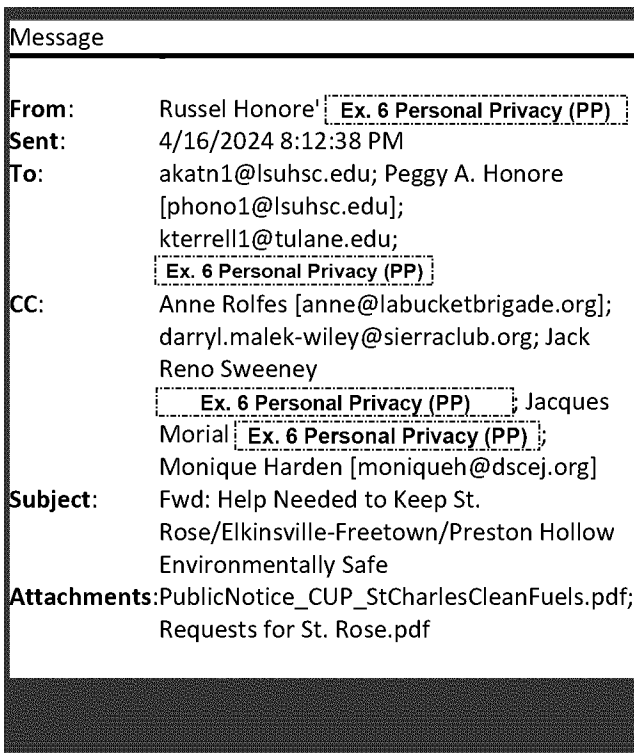 Message
From: Russel Honore' Ex. 6 Personal Privacy (PP)
Sent: 4/16/2024 8:12:38 PM
To: akatn1@lsuhsc.edu; Peggy A. Honore
[phono1@lsuhsc.edu];
kterrell1@tulane.edu;
Ex. 6 Personal Privacy (PP)
CC: Anne Rolfes [anne@labucketbrigade.org];
darryl.malek-wiley@sierraclub.org; Jack
Reno Sweeney
Ex. 6 Personal Privacy (PP) ; Jacques
Morial Ex. 6 Personal Privacy (PP) ;
Monique Harden [moniqueh@dscej.org]
Subject: Fwd: Help Needed to Keep St.
Rose/Elkinsville-Freetown/Preston Hollow
Environmentally Safe
Attachments:PublicNotice_CUP_StCharlesCleanFuels.pdf;
Requests for St. Rose.pdf